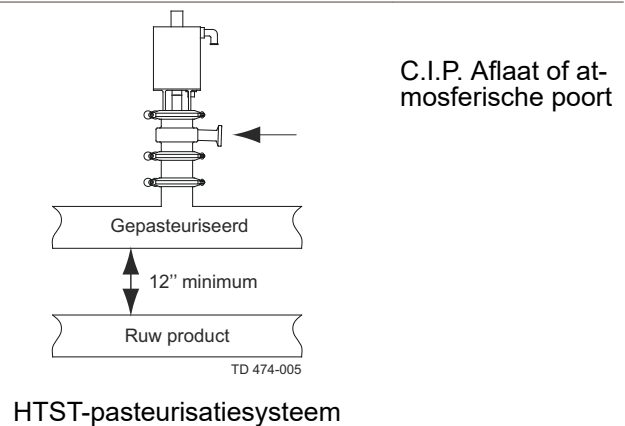 C.I.P. Aflaat of at-
mosferische poort
Gepasteuriseerd
12’’ minimum
Ruw product
TD 474-005
HTST-pasteurisatiesysteem